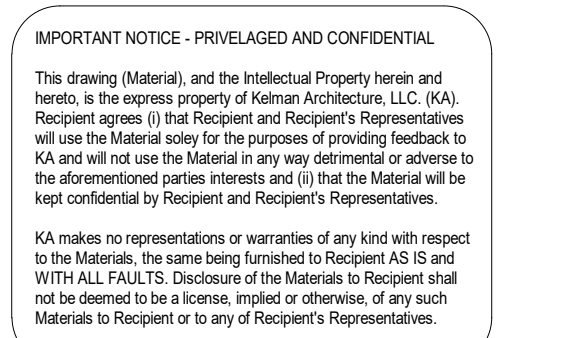 IMPORTANT NOTICE - PRIVELAGED AND CONFIDENTIAL
This drawing (Material), and the Intellectual Property herein and
hereto, is the express property of Kelman Architecture, LLC. (KA).
Recipient agrees (i) that Recipient and Recipient's Representatives
will use the Material soley for the purposes of providing feedback to
KA and will not use the Material in any way detrimental or adverse to
the aforementioned parties interests and (ii) that the Material will be
kept confidential by Recipient and Recipient's Representatives.
KA makes no representations or warranties of any kind with respect
to the Materials, the same being furnished to Recipient AS IS and
WITH ALL FAULTS. Disclosure of the Materials to Recipient shall
not be deemed to be a license, implied or otherwise, of any such
Materials to Recipient or to any of Recipient's Representatives.